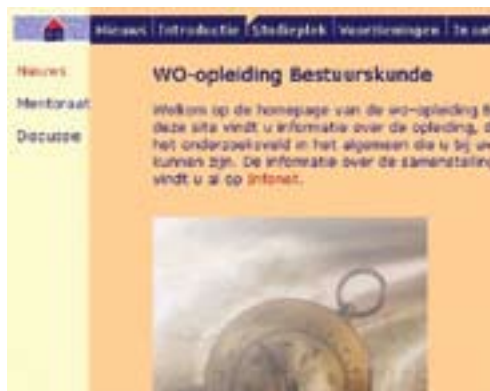 Nieuws Introductie Studieplek Voorzieningen In
Nieuws
Mentoraat
Discussie
WO-opleiding Bestuurskunde
Welkom op de homepage van de wo-opleiding B
deze site vindt u informatie over de opleiding, d
het onderzoeksveld in het algemeen die u bij uw
kunnen zijn. De informatie over de samenstelling
vindt u al op Infonet.